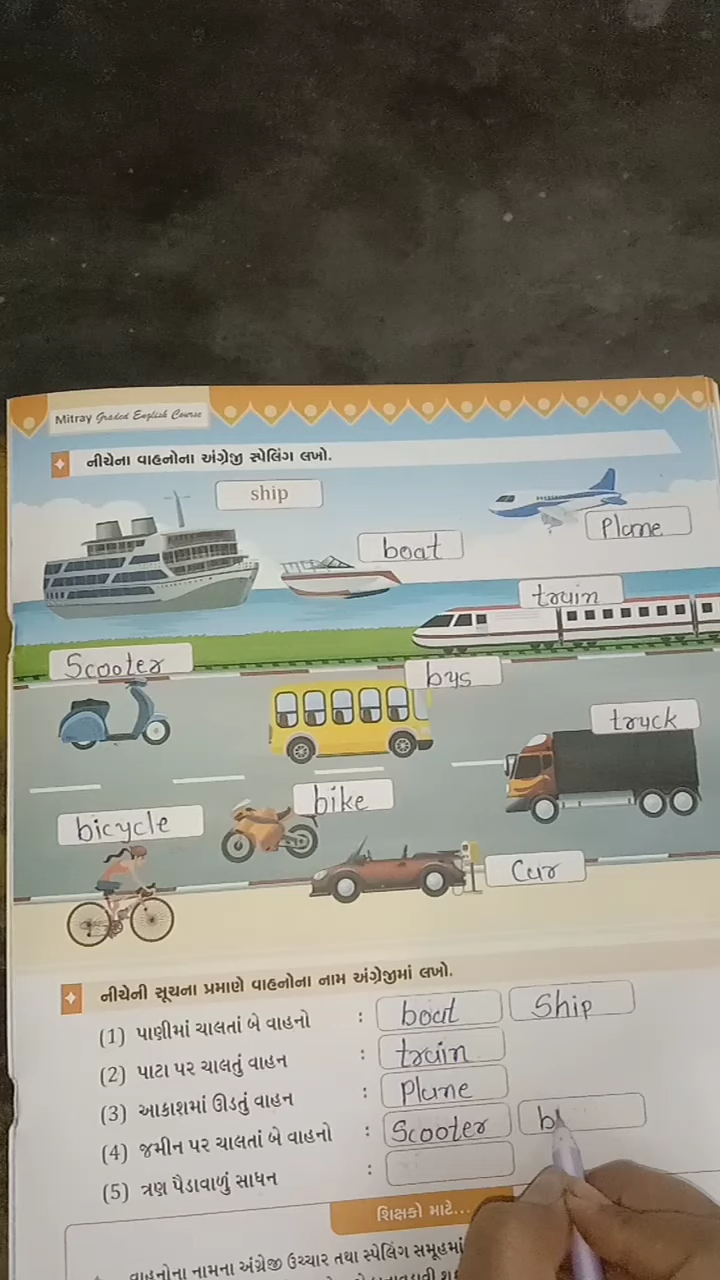 Mitray Graded English Course
નીચેના વાહનોના અંગ્રેજી સ્પેલિંગ લખો.
ship
Plane
boat
train
Scooter
bus
truck
bike
bicycle
Car
નીચેની સૂચના પ્રમાણે વાહનોના નામ અંગ્રેજીમાં લખો.
(1) પાણીમાં ચાલતાં બે વાહનો : boat Ship
(2) પાટા પર ચાલતું વાહન : train
(3) આકાશમાં ઊડતું વાહન : Plane
(4) જમીન પર ચાલતાં બે વાહનો : Scooter b
(5) ત્રણ પૈડાવાળું સાધન :
શિક્ષકો માટે...
વાહનોના નામના અંગ્રેજી ઉચ્ચાર તથા સ્પેલિંગ સમૂહમાં